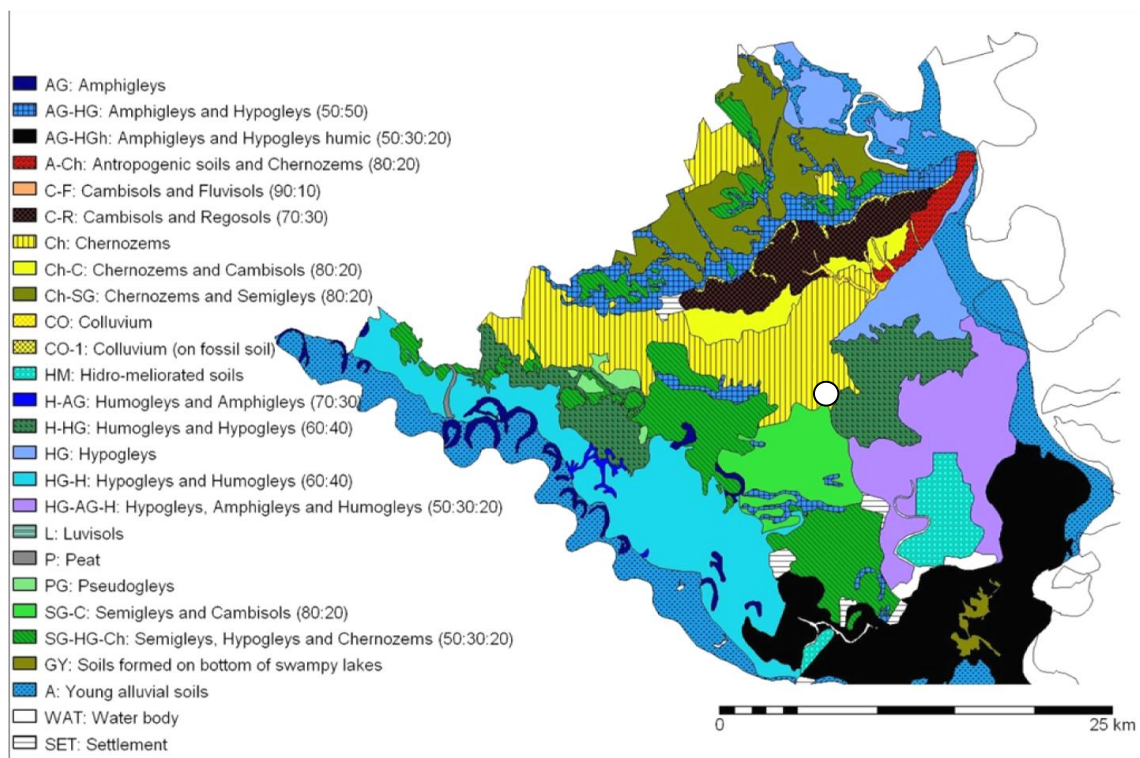 AG: Amphigleys
AG-HG: Amphigleys and Hypogleys (50:50)
AG-HGh: Amphigleys and Hypogleys humic (50:30:20)
A-Ch: Antropogenic soils and Chernozems (80:20)
C-F: Cambisols and Fluvisols (90:10)
C-R: Cambisols and Regosols (70:30)
Ch: Chernozems
Ch-C: Chernozems and Cambisols (80:20)
Ch-SG: Chernozems and Semigleys (80:20)
CO: Colluvium
CO-1: Colluvium (on fossil soil)
HM: Hidro-meliorated soils
H-AG: Humogleys and Amphigleys (70:30)
H-HG: Humogleys and Hypogleys (60:40)
HG: Hypogleys
HG-H: Hypogleys and Humogleys (60:40)
HG-AG-H: Hypogleys, Amphigleys and Humogleys (50:30:20)
L: Luvisols
P: Peat
PG: Pseudogleys
SG-C: Semigleys and Cambisols (80:20)
SG-HG-Ch: Semigleys, Hypogleys and Chernozems (50:30:20)
GY: Soils formed on bottom of swampy lakes
A: Young alluvial soils
WAT: Water body
SET: Settlement
0 25 km